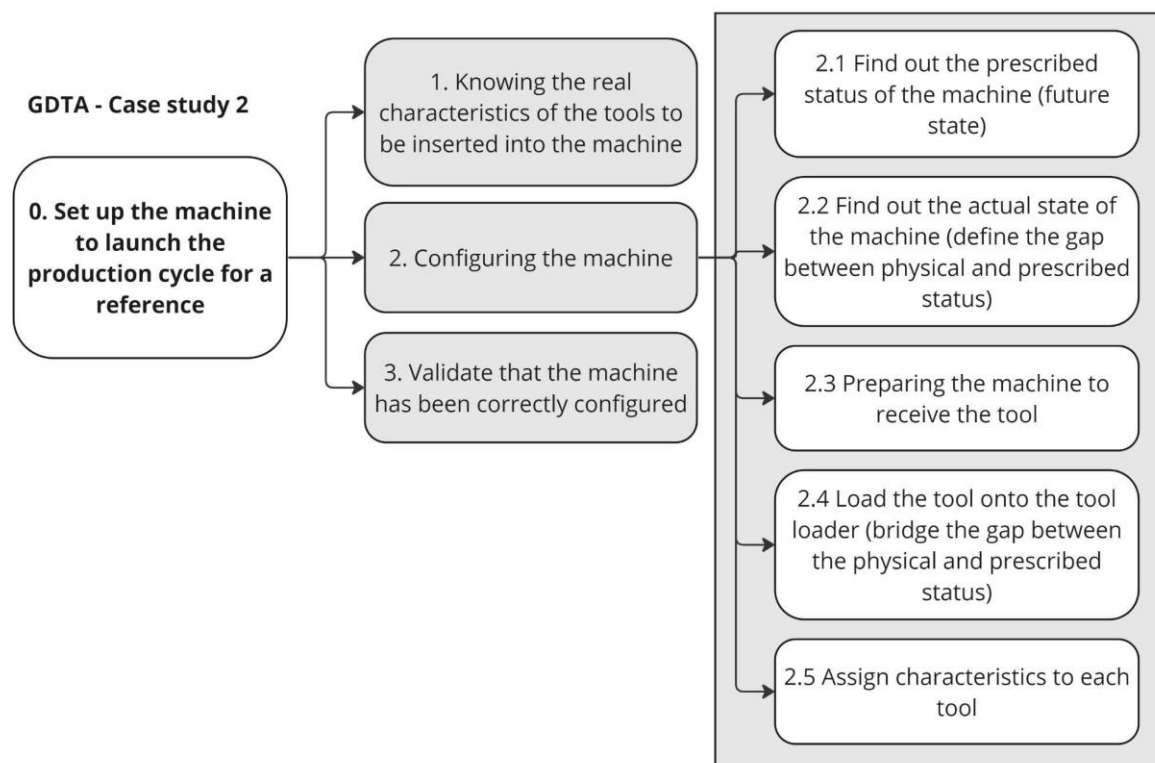 GDTA - Case study 2
0. Set up the machine
to launch the
production cycle for a
reference
1. Knowing the real
characteristics of the tools to
be inserted into the machine
2. Configuring the machine
3. Validate that the machine
has been correctly configured
2.1 Find out the prescribed
status of the machine (future
state)
2.2 Find out the actual state of
the machine (define the gap
between physical and prescribed
status)
2.3 Preparing the machine to
receive the tool
2.4 Load the tool onto the tool
loader (bridge the gap between
the physical and prescribed
status)
2.5 Assign characteristics to each
tool